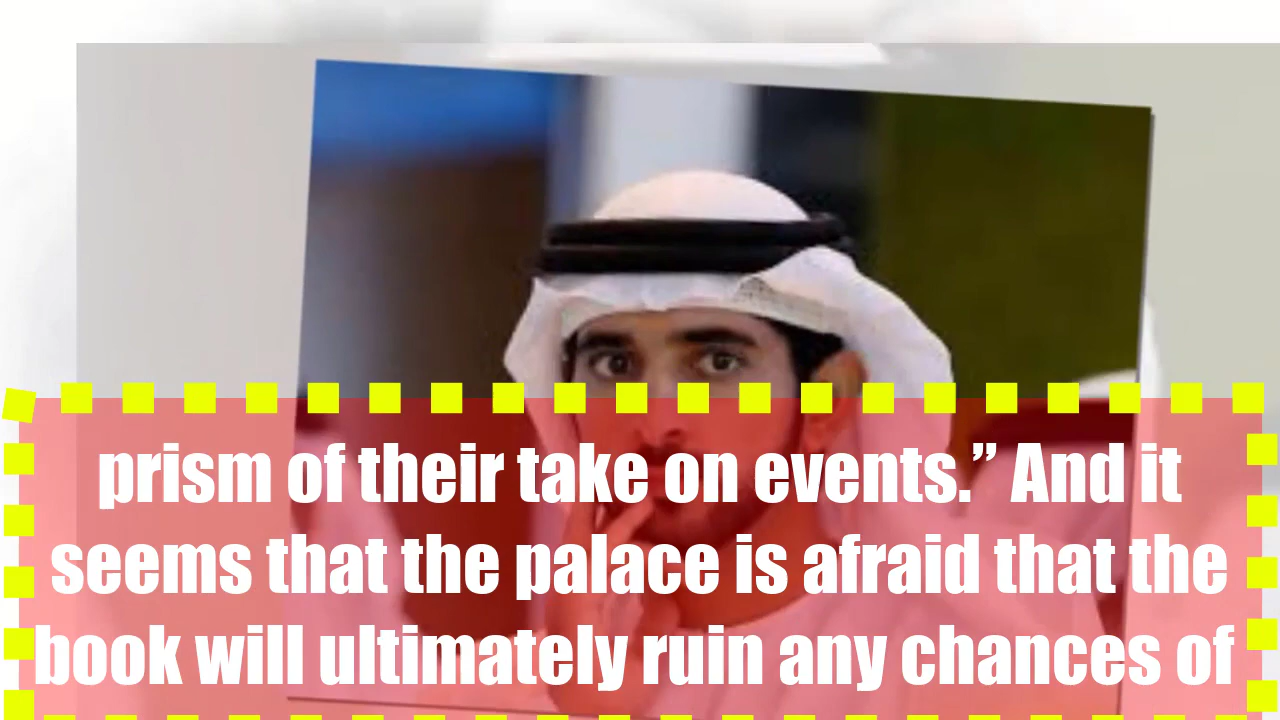 prism of their take on events.” And it
seems that the palace is afraid that the
book will ultimately ruin any chances of